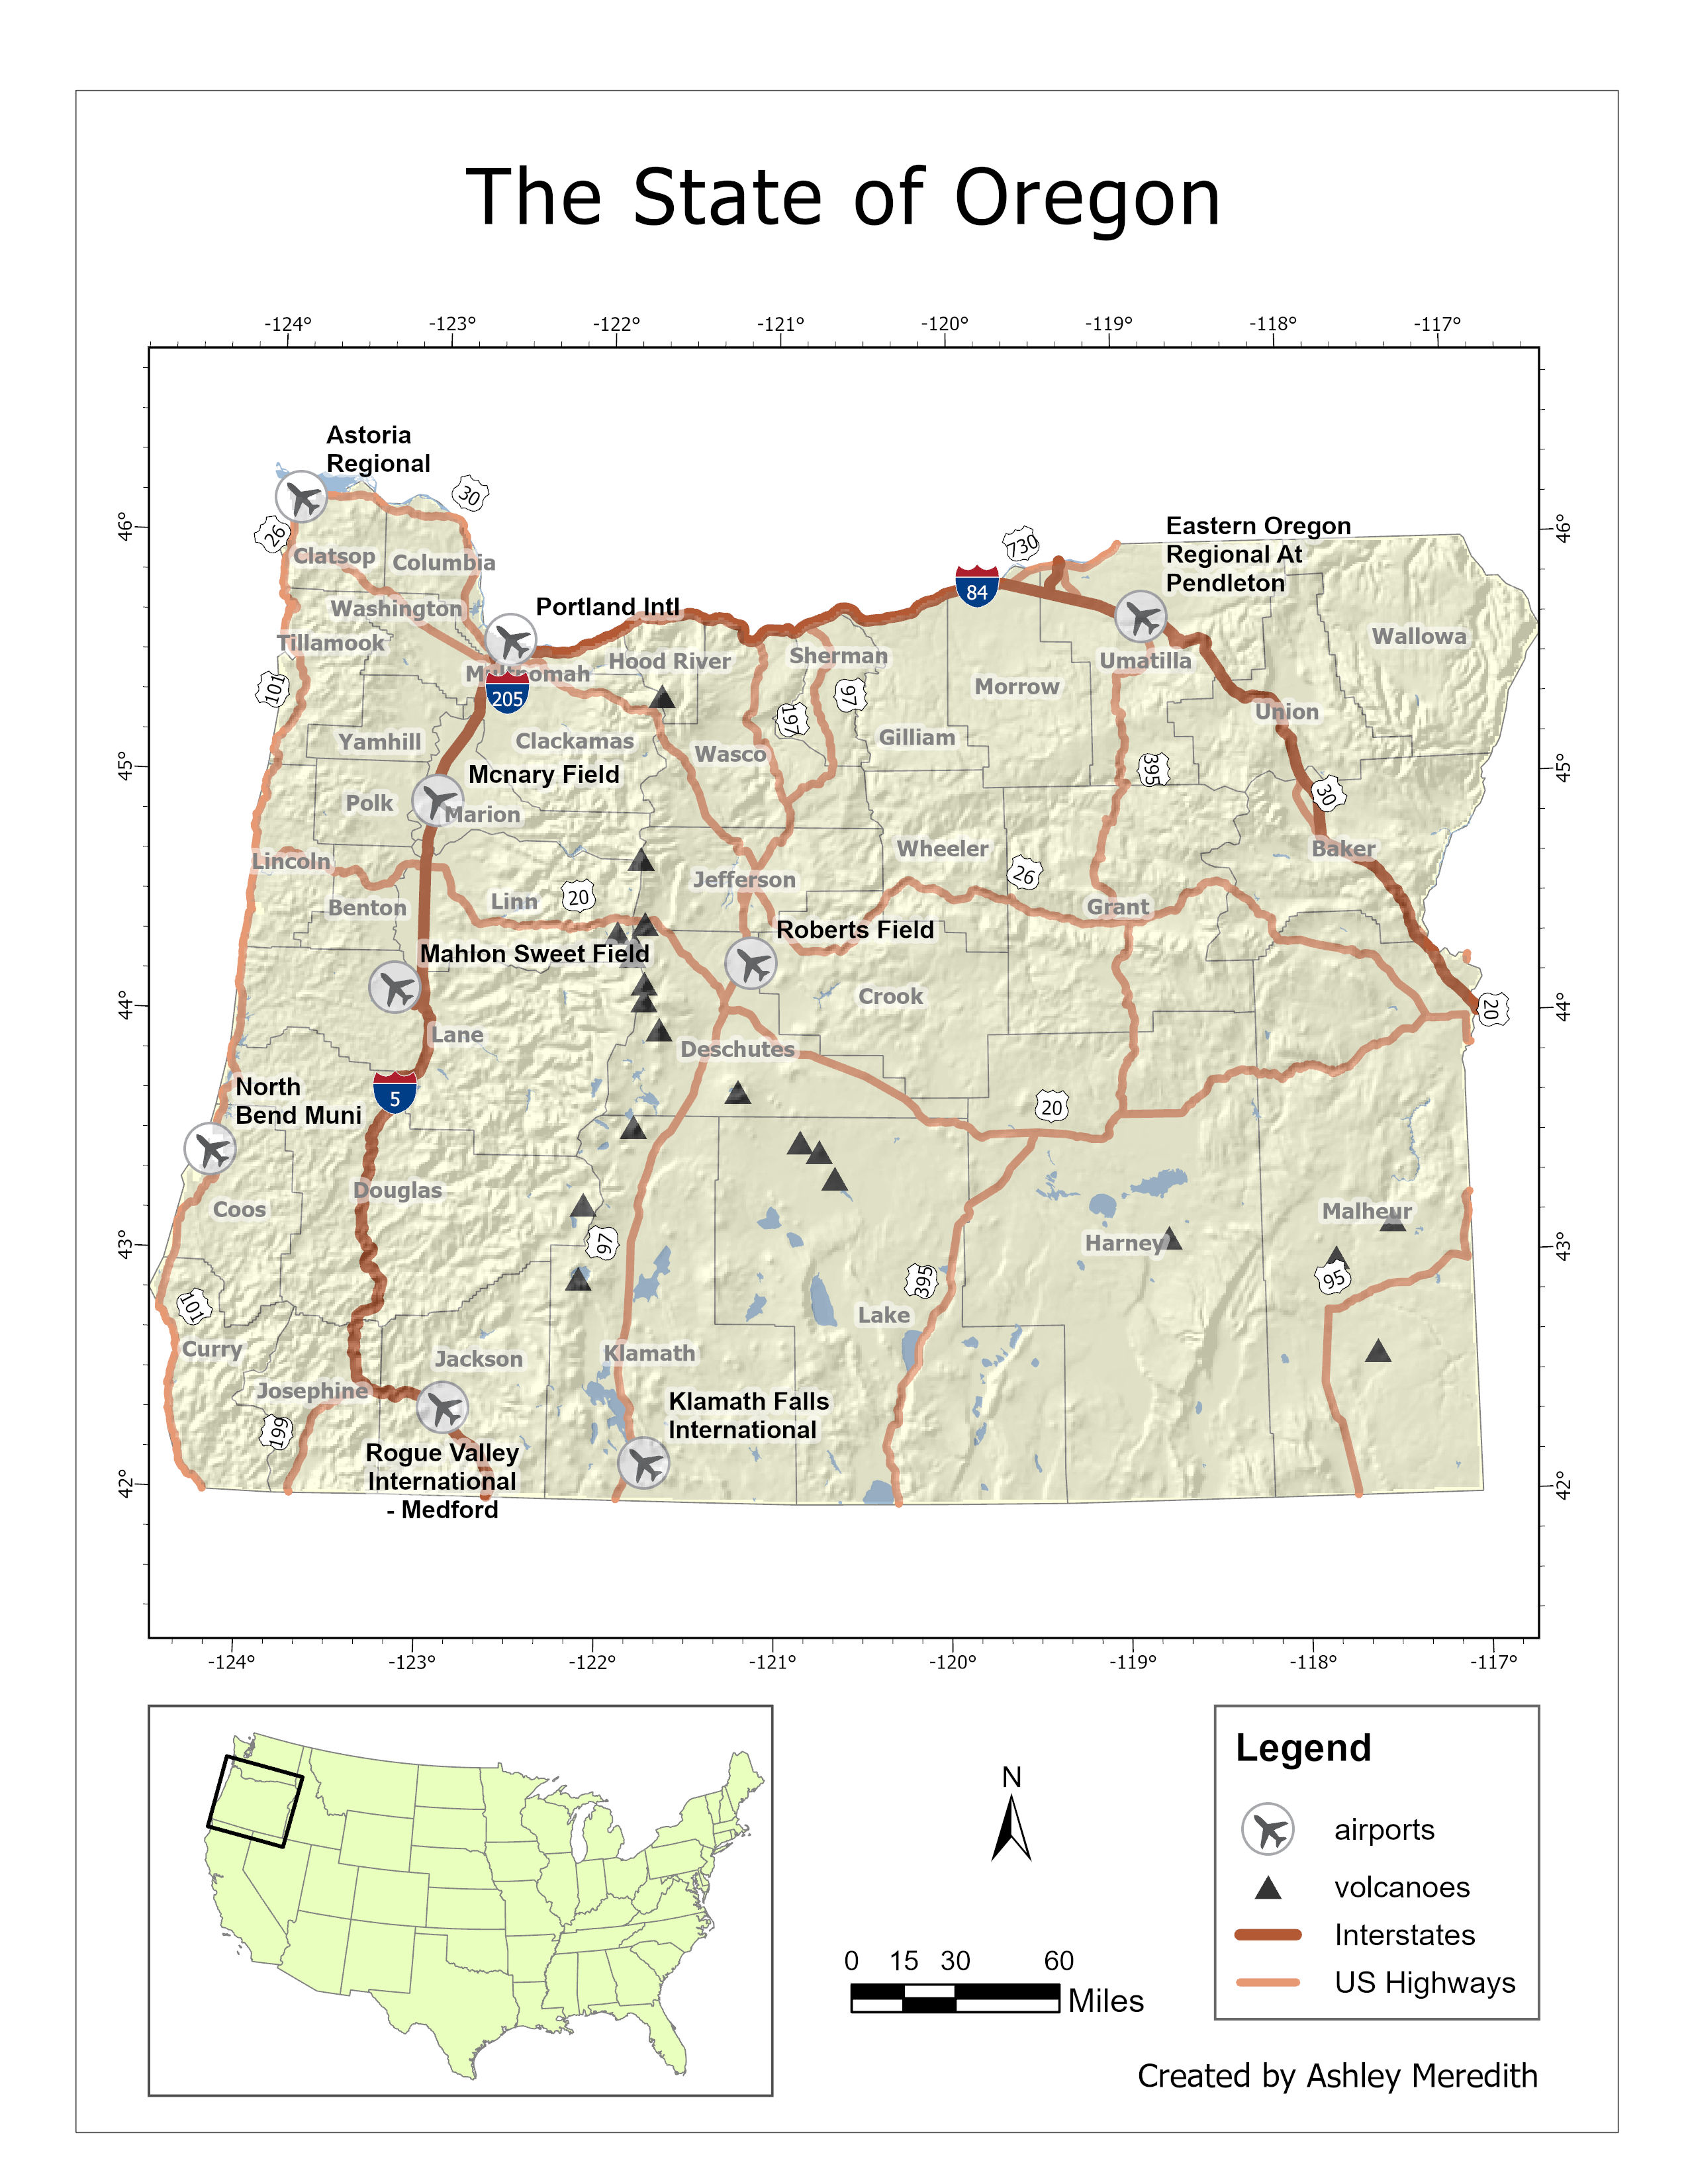 The State of Oregon
-124° -123° -122° -121° -120° -119° -118° -117°
Astoria
Regional
30
26
46°
46°
Eastern Oregon
Regional At
Pendleton
730
Clatsop
Columbia
84
Washington
Portland Intl
Tillamook
Wallowa
Multnomah
Hood River
Sherman
Umatilla
101
205
197
97
Morrow
Union
Yamhill
Clackamas
Wasco
Gilliam
45°
45°
Mcnary Field
395
30
Polk
Marion
Lincoln
Jefferson
Wheeler
26
Baker
Benton
Linn
20
Grant
Roberts Field
Mahlon Sweet Field
Crook
44°
44°
20
Lane
Deschutes
North
Bend Muni
5
20
Coos
Douglas
Malheur
43°
43°
97
Harney
95
101
395
Lake
Curry
Jackson
Klamath
Josephine
199
Klamath Falls
International
Rogue Valley
International
- Medford
42°
42°
-124° -123° -122° -121° -120° -119° -118° -117°
Legend
airports
volcanoes
Interstates
US Highways
N
0 15 30 60
Miles
Created by Ashley Meredith